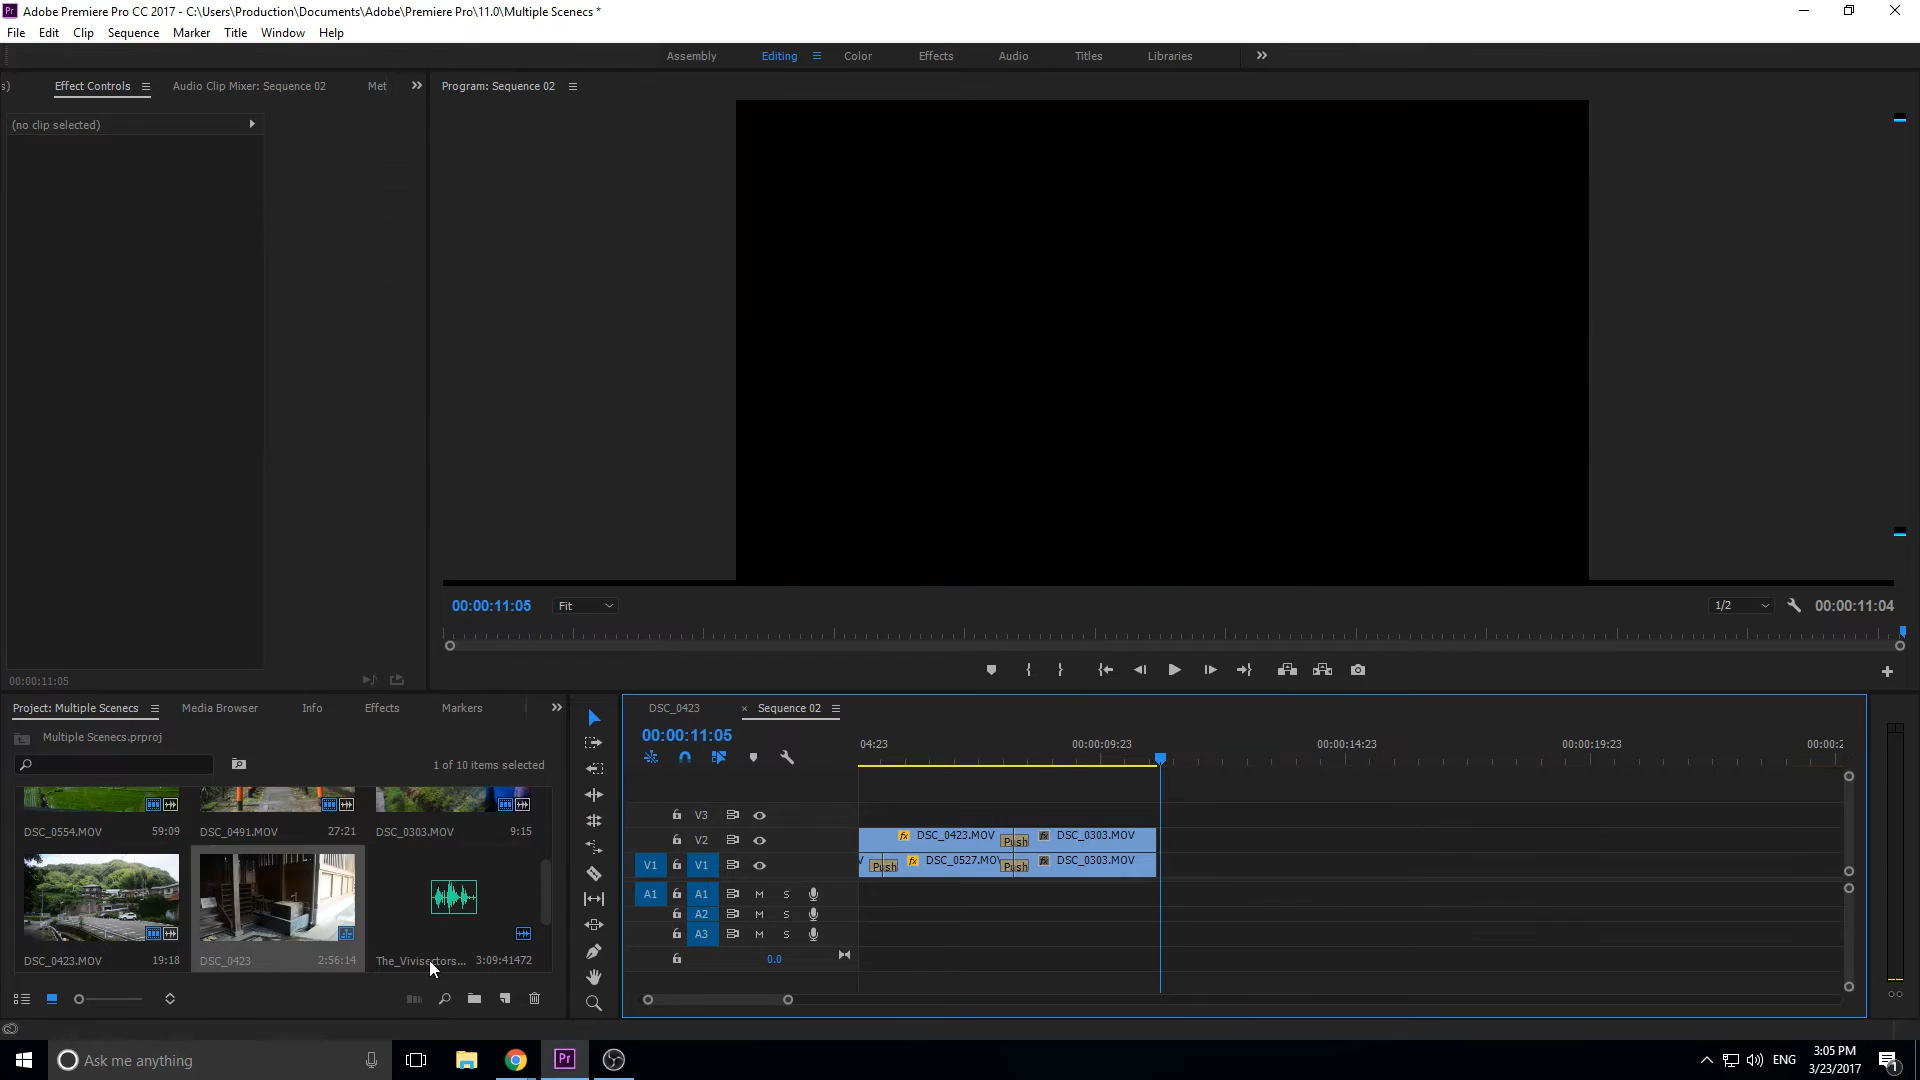 Adobe Premiere Pro CC 2017 - C:\Users\Production\Documents\Adobe\Premiere Pro\11.0\Multiple Scenecs *
File Edit Clip Sequence Marker Title Window Help
Assembly Editing Color Effects Audio Titles Libraries
s) Effect Controls Audio Clip Mixer: Sequence 02 Met
Program: Sequence 02
(no clip selected)
00:00:11:05 Fit 1/2 00:00:11:04
00:00:11:05
Project: Multiple Scenecs Media Browser Info Effects Markers
DSC_0423 × Sequence 02
Multiple Scenecs.prproj
00:00:11:05
04:23 00:00:09:23 00:00:14:23 00:00:19:23 00:00:2
1 of 10 items selected
V3
V2 DSC_0423.MOV Push DSC_0303.MOV
V1 V1 V Push DSC_0527.MOV Push DSC_0303.MOV
A1 A1 M S
A2 M S
A3 M S
0.0
DSC_0554.MOV 59:09 DSC_0491.MOV 27:21 DSC_0303.MOV 9:15
DSC_0423.MOV 19:18 DSC_0423 2:56:14 The_Vivisectors... 3:09:41472
Ask me anything
Pr
ENG
3:05 PM
3/23/2017
1